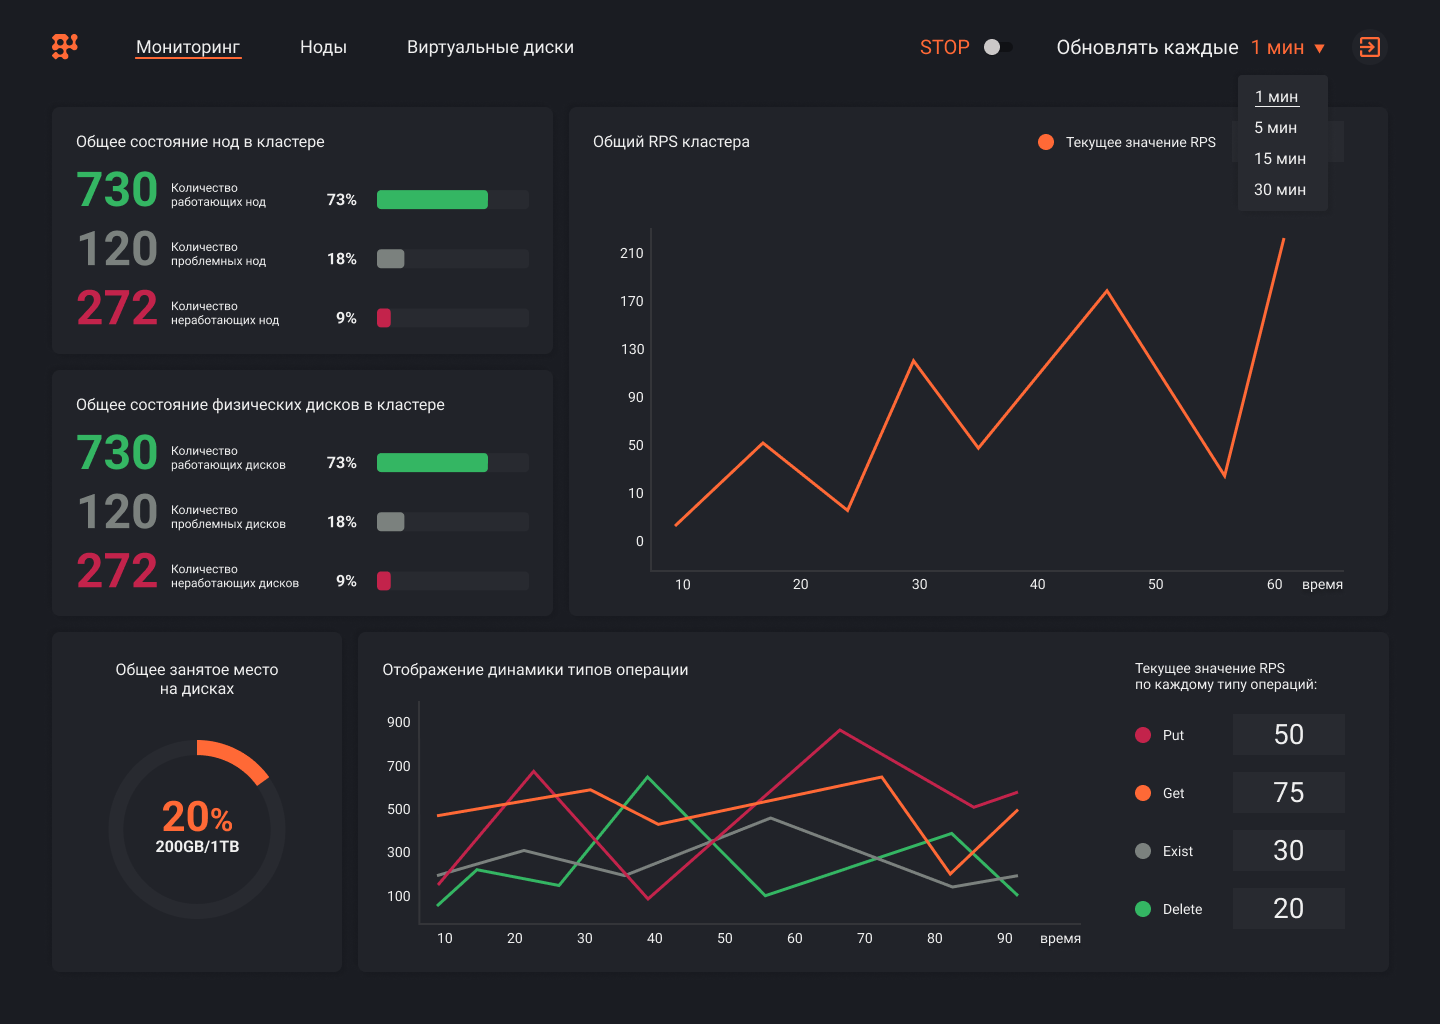 Мониторинг
Ноды
Виртуальные диски
STOP
Обновлять каждые 1 мин
1 мин
5 мин
15 мин
30 мин
Общее состояние нод в кластере
730
Количество
работающих нод
73%
120
Количество
проблемных нод
18%
272
Количество
неработающих нод
9%
Общий RPS кластера
Текущее значение RPS
210
170
130
90
50
10
0
10 20 30 40 50 60 время
Общее состояние физических дисков в кластере
730
Количество
работающих дисков
73%
120
Количество
проблемных дисков
18%
272
Количество
неработающих дисков
9%
Общее занятое место
на дисках
20%
200GB/1TB
Отображение динамики типов операции
900
700
500
300
100
10 20 30 40 50 60 70 80 90 время
Текущее значение RPS
по каждому типу операций:
Put 50
Get 75
Exist 30
Delete 20